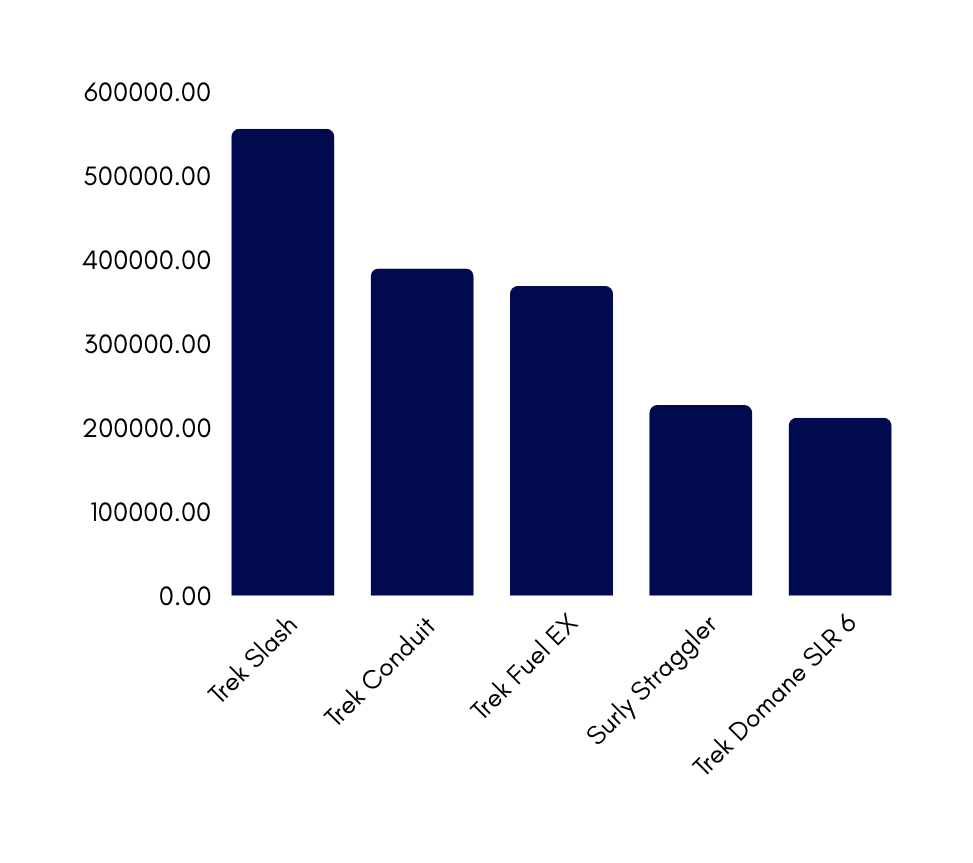 600000.00
500000.00
400000.00
300000.00
200000.00
100000.00
0.00
Trek Slash
Trek Conduit
Trek Fuel EX
Surly Straggler
Trek Domane SLR 6